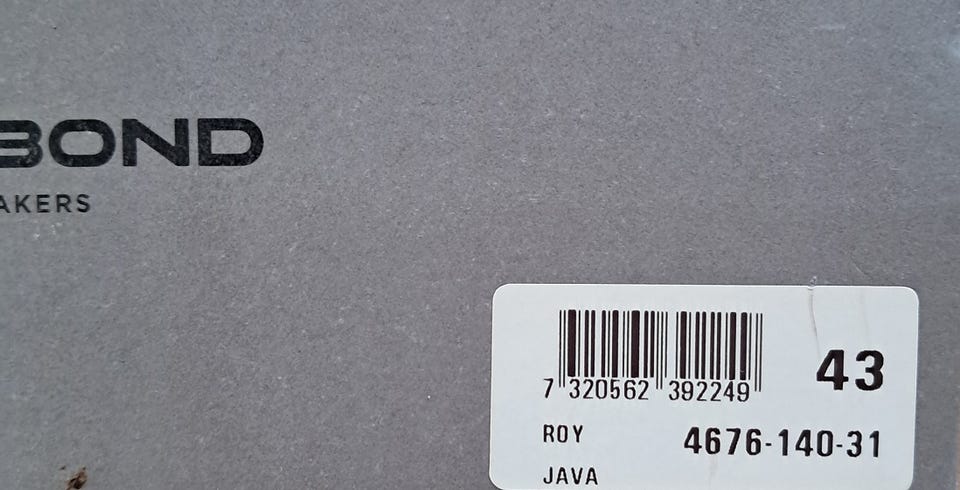 BOND
AKERS
7 320562 392249
43
ROY
4676-140-31
JAVA